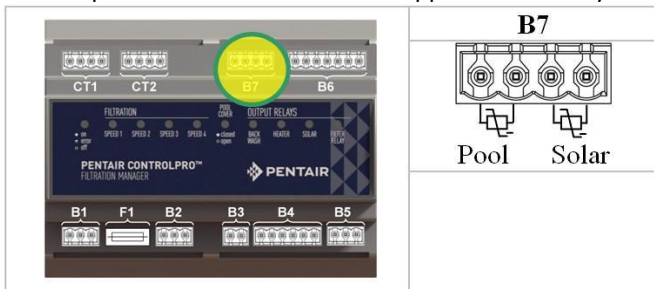 B7
CT1 CT2 B7 B6
FILTRATION
POOL COVER
OUTPUT RELAYS
on
error
off
SPEED 1 SPEED 2 SPEED 3 SPEED 4
closed
open
BACK WASH HEATER SOLAR FILTER RELAY
PENTAIR CONTROLPRO™
FILTRATION MANAGER
PENTAIR
B1 F1 B2 B3 B4 B5
Pool Solar